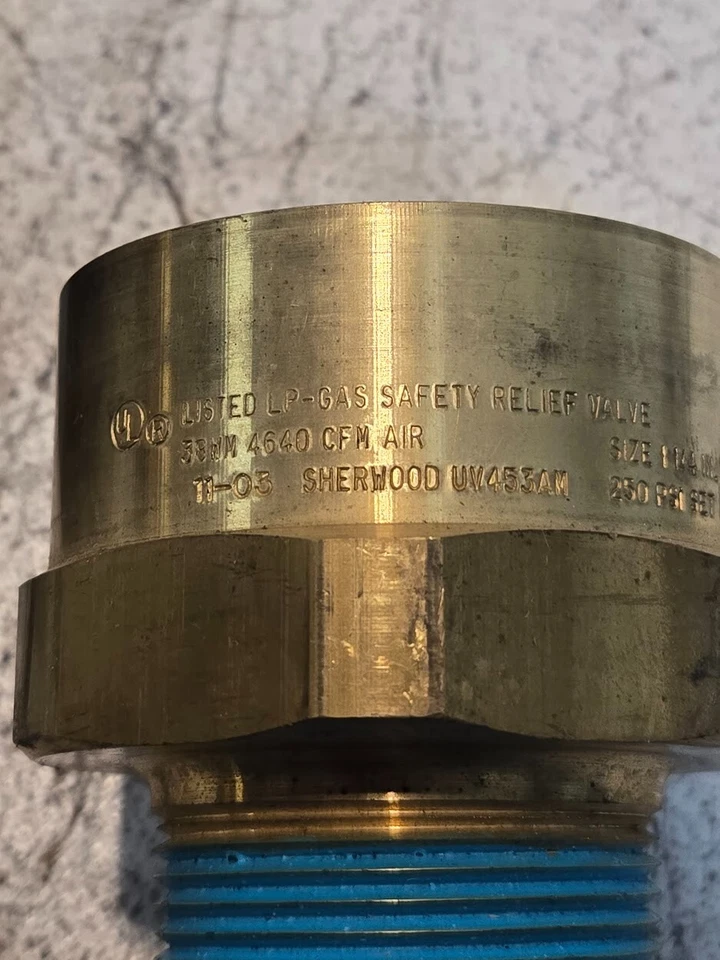 UL R LISTED LP-GAS SAFETY RELIEF VALVE
4640 CFM AIR SIZE 1 1/4
11-03 SHERWOOD UV453AM 250 PSI SET